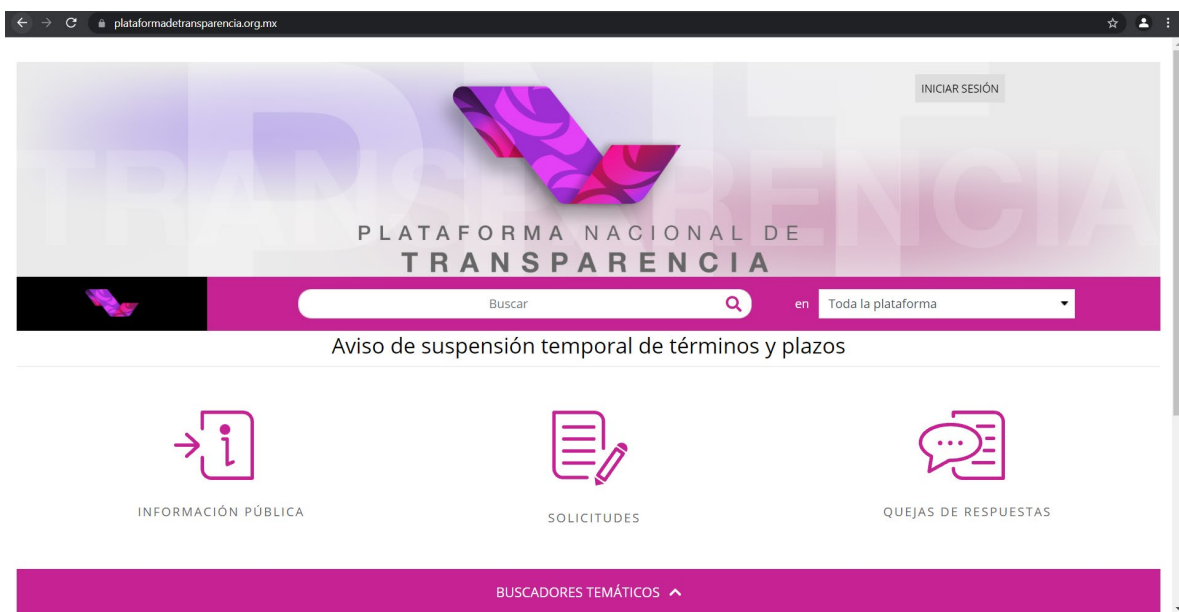 plataformadetransparencia.org.mx
PNT
TRANSPARENCIA
INICIAR SESIÓN
PLATAFORMA NACIONAL DE
TRANSPARENCIA
Buscar
en
Toda la plataforma
Aviso de suspensión temporal de términos y plazos
INFORMACIÓN PÚBLICA
SOLICITUDES
QUEJAS DE RESPUESTAS
BUSCADORES TEMÁTICOS